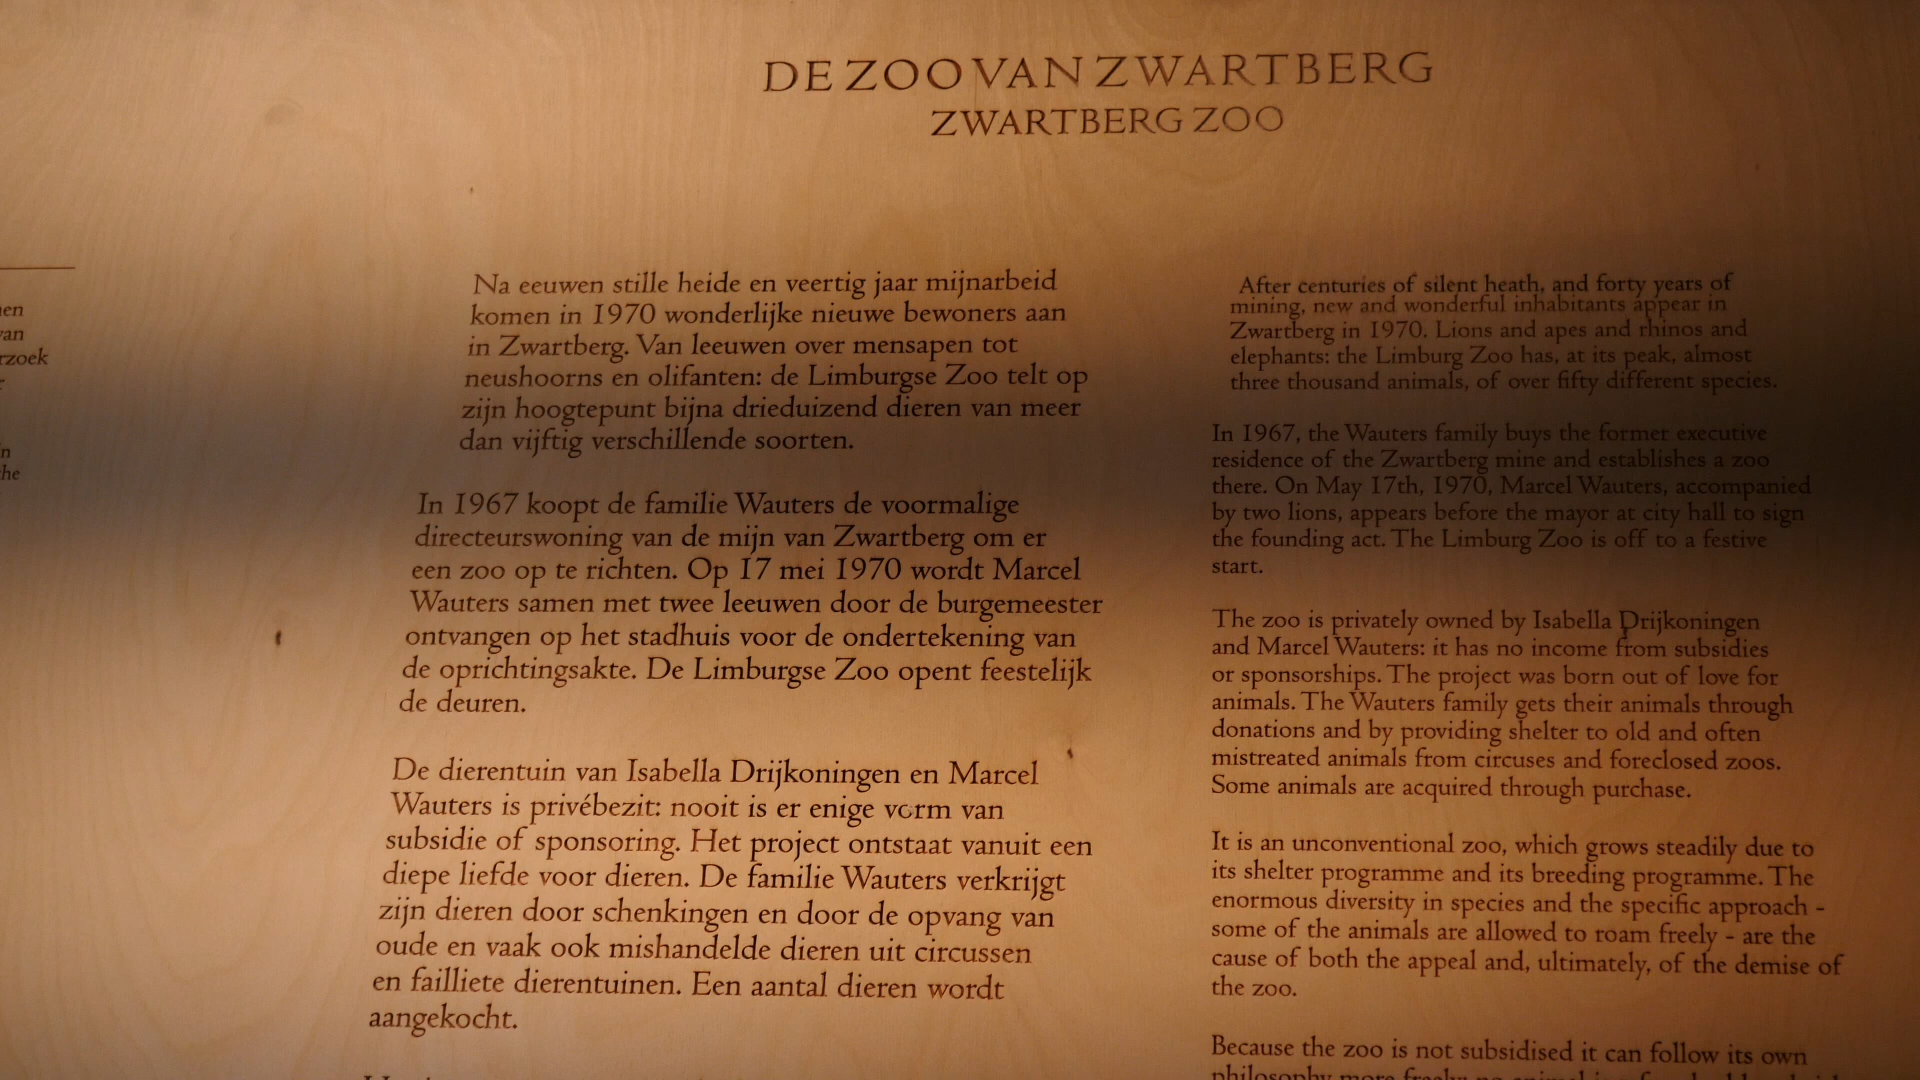 DE ZOO VAN ZWARTBERG
ZWARTBERG ZOO
en
van
rzoek
n
he
Na eeuwen stille heide en veertig jaar mijnarbeid
komen in 1970 wonderlijke nieuwe bewoners aan
in Zwartberg. Van leeuwen over mensapen tot
neushoorns en olifanten: de Limburgse Zoo telt op
zijn hoogtepunt bijna drieduizend dieren van meer
dan vijftig verschillende soorten.
In 1967 koopt de familie Wauters de voormalige
directeurswoning van de mijn van Zwartberg om er
een zoo op te richten. Op 17 mei 1970 wordt Marcel
Wauters samen met twee leeuwen door de burgemeester
ontvangen op het stadhuis voor de ondertekening van
de oprichtingsakte. De Limburgse Zoo opent feestelijk
de deuren.
De dierentuin van Isabella Drijkoningen en Marcel
Wauters is privébezit: nooit is er enige vorm van
subsidie of sponsoring. Het project ontstaat vanuit een
diepe liefde voor dieren. De familie Wauters verkrijgt
zijn dieren door schenkingen en door de opvang van
oude en vaak ook mishandelde dieren uit circussen
en failliete dierentuinen. Een aantal dieren wordt
aangekocht.
After centuries of silent heath, and forty years of
mining, new and wonderful inhabitants appear in
Zwartberg in 1970. Lions and apes and rhinos and
elephants: the Limburg Zoo has, at its peak, almost
three thousand animals, of over fifty different species.
In 1967, the Wauters family buys the former executive
residence of the Zwartberg mine and establishes a zoo
there. On May 17th, 1970, Marcel Wauters, accompanied
by two lions, appears before the mayor at city hall to sign
the founding act. The Limburg Zoo is off to a festive
start.
The zoo is privately owned by Isabella Drijkoningen
and Marcel Wauters: it has no income from subsidies
or sponsorships. The project was born out of love for
animals. The Wauters family gets their animals through
donations and by providing shelter to old and often
mistreated animals from circuses and foreclosed zoos.
Some animals are acquired through purchase.
It is an unconventional zoo, which grows steadily due to
its shelter programme and its breeding programme. The
enormous diversity in species and the specific approach -
some of the animals are allowed to roam freely - are the
cause of both the appeal and, ultimately, of the demise of
the zoo.
Because the zoo is not subsidised it can follow its own
philosophy more freely: no animal